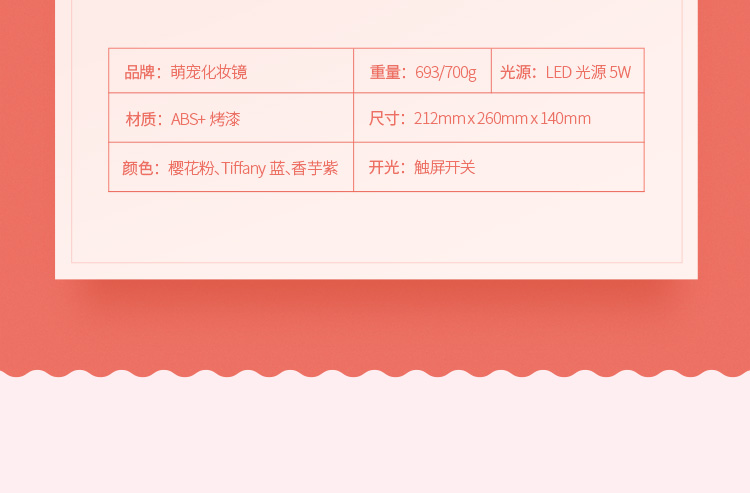 品牌：萌宠化妆镜
重量：693/700g
光源：LED 光源 5W
材质：ABS+ 烤漆
尺寸：212mm x 260mm x 140mm
颜色：樱花粉、Tiffany 蓝、香芋紫
开光：触屏开关